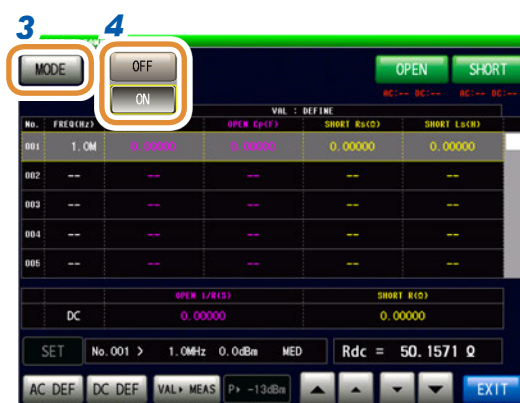 3 4
MODE OFF OPEN SHORT
ON AC:-- DC:-- AC:-- DC:--
VAL : DEFINE
No. FREQ(Hz) OPEN Cp(F) SHORT Rs(Ω) SHORT Ls(H)
001 1.0M 0.00000 0.00000 0.00000 0.00000
002 -- -- -- -- --
003 -- -- -- -- --
004 -- -- -- -- --
005 -- -- -- -- --
OPEN 1/R(S) SHORT R(Ω)
DC 0.00000 0.00000
SET No.001 > 1.0MHz 0.0dBm MED Rdc = 50.1571 Ω
AC DEF DC DEF VAL▸ MEAS P▸ -13dBm ▲ ▲ ▼ ▼ EXIT